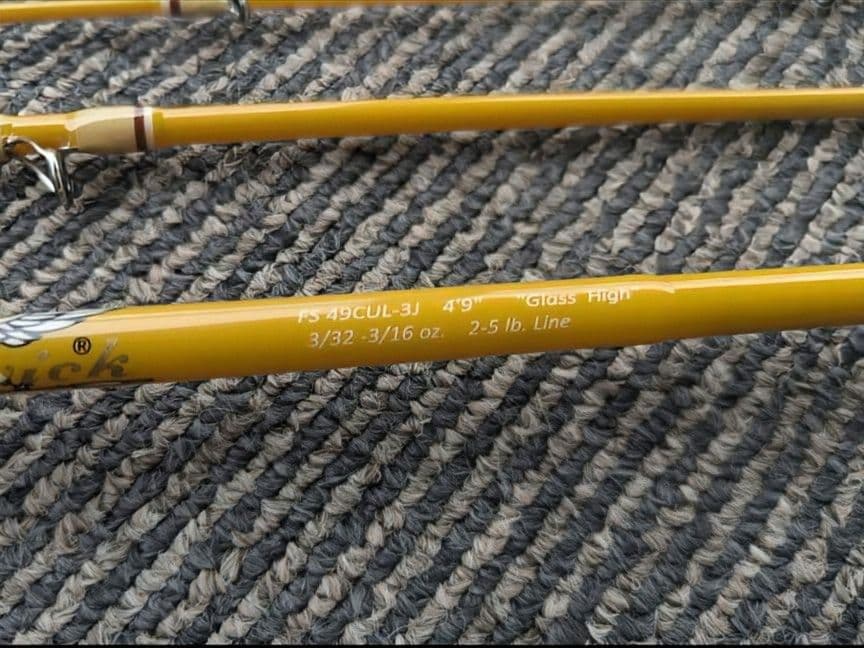 FS 49CUL-3J 4'9" "Glass High"
3/32 -3/16 oz. 2-5 lb. Line
®